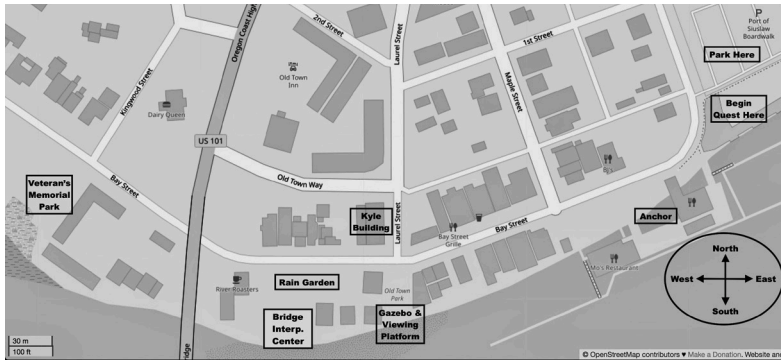 P
Port of
Siuslaw
Boardwalk
Park Here
Begin
Quest Here
2nd Street
Oregon Coast High
Laurel Street
1st Street
Old Town
Inn
Maple Street
Kingwood Street
Dairy Queen
US 101
Old Town Way
Bay Street
Veteran's
Memorial
Park
Kyle
Building
Laurel Street
Bay Street
Bay Street
Grille
Anchor
Mo's Restaurant
River Roasters
Rain Garden
Old Town
Park
Bridge
Interp.
Center
Gazebo &
Viewing
Platform
North
West
East
South
ridge
30 m
100 ft
© OpenStreetMap contributors ♥ Make a Donation. Website and